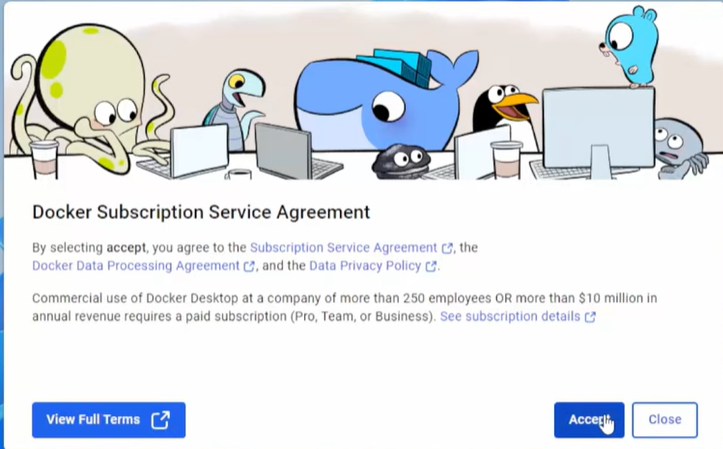 Docker Subscription Service Agreement
By selecting accept, you agree to the Subscription Service Agreement, the
Docker Data Processing Agreement, and the Data Privacy Policy.
Commercial use of Docker Desktop at a company of more than 250 employees OR more than $10 million in
annual revenue requires a paid subscription (Pro, Team, or Business). See subscription details
View Full Terms
Accept
Close